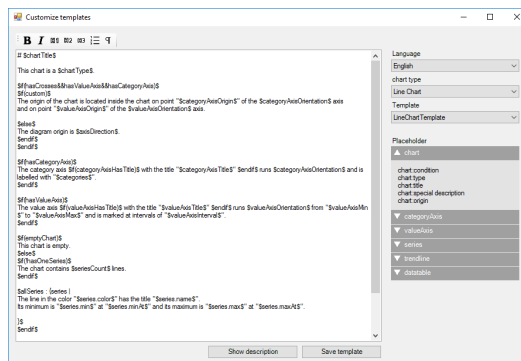 Customize templates
B I H1 H2 H3 ¶
# $chartTitle$
This chart is a $chartType$.
$if(hasCrosses&&hasValueAxis&&hasCategoryAxis)$
$if(custom)$
The origin of the chart is located inside the chart on point "$categoryAxisOrigin$" of the $categoryAxisOrientation$ axis
and on point "$valueAxisOrigin$" of the $valueAxisOrientation$ axis.
$else$
The diagram origin is $axisDirection$.
$endif$
$endif$
$if(hasCategoryAxis)$
The category axis $if(categoryAxisHasTitle)$ with the title "$categoryAxisTitle$" $endif$ runs $categoryAxisOrientation$ and is
labelled with "$categories$".
$endif$
$if(hasValueAxis)$
The value axis $if(valueAxisHasTitle)$ with the title "$valueAxisTitle$" $endif$ runs $valueAxisOrientation$ from "$valueAxisMin
$" to "$valueAxisMax$" and is marked at intervals of "$valueAxisInterval$".
$endif$
$if(emptyChart)$
This chart is empty.
$else$
$if(!hasOneSeries)$
The chart contains $seriesCount$ lines.
$endif$
$allSeries : {series |
The line in the color "$series.color$" has the title "$series.name$".
Its minimum is "$series.min$" at "$series.minAt$" and its maximum is "$series.max$" at "$series.maxAt$".
}$
$endif$
Show description
Save template
Language
English
chart type
Line Chart
Template
LineChartTemplate
Placeholder
chart
chart:condition
chart:type
chart:title
chart:special description
chart:origin
categoryAxis
valueAxis
series
trendline
datatable